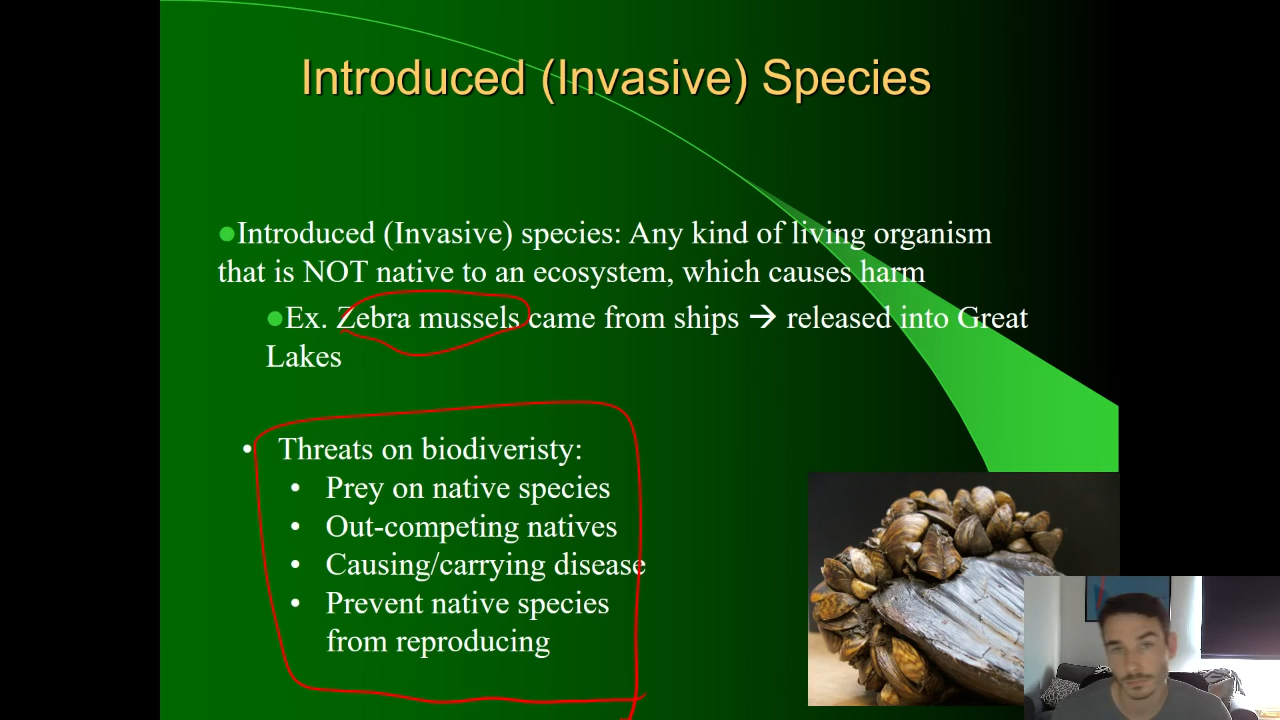 Introduced (Invasive) Species
●Introduced (Invasive) species: Any kind of living organism
that is NOT native to an ecosystem, which causes harm
●Ex. Zebra mussels came from ships → released into Great
Lakes
• Threats on biodiveristy:
• Prey on native species
• Out-competing natives
• Causing/carrying disease
• Prevent native species
from reproducing